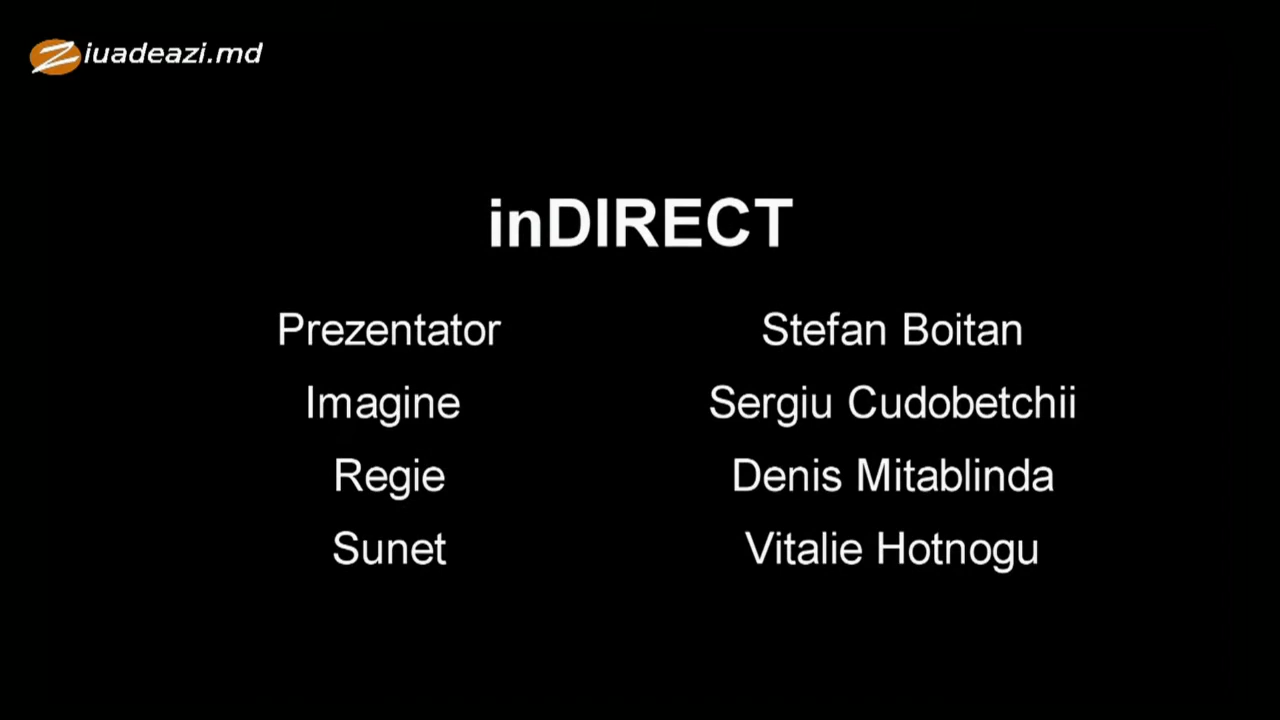 Ziuadeazi.md
inDIRECT
Prezentator Stefan Boitan
Imagine Sergiu Cudobetchii
Regie Denis Mitablinda
Sunet Vitalie Hotnogu